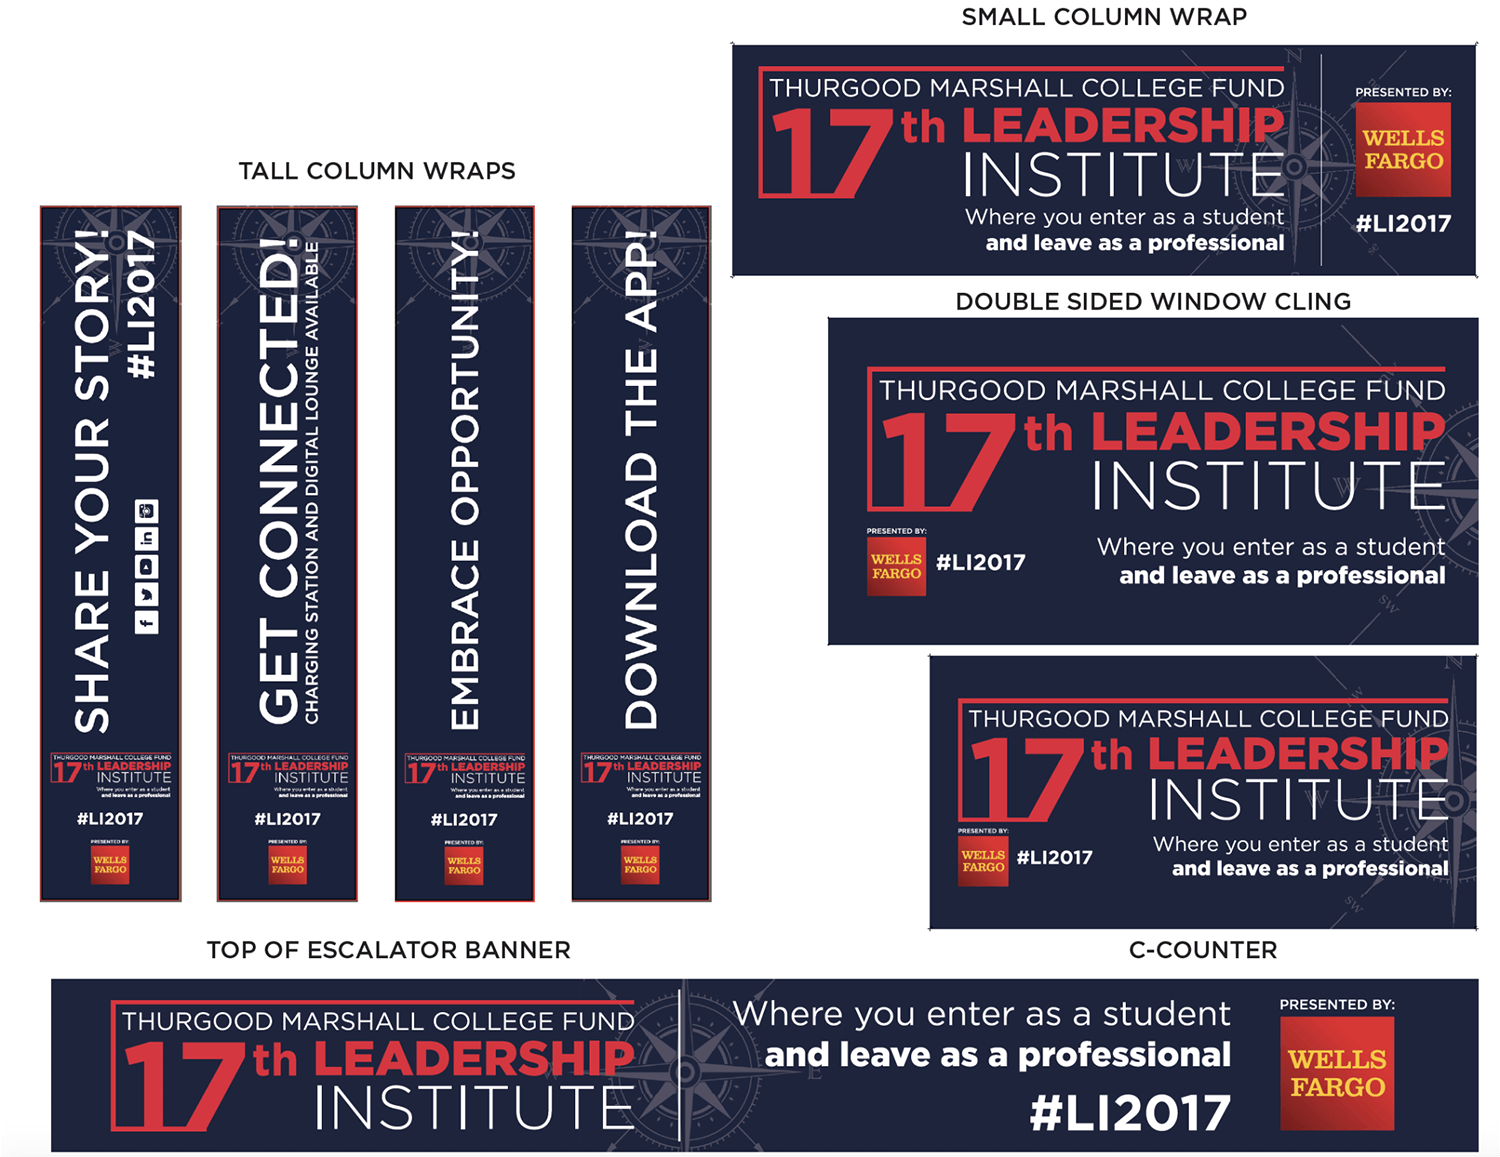 SMALL COLUMN WRAP
THURGOOD MARSHALL COLLEGE FUND
17th LEADERSHIP
INSTITUTE
Where you enter as a student
and leave as a professional
N
W
S
PRESENTED BY:
WELLS
FARGO
#LI2017
TALL COLUMN WRAPS
SHARE YOUR STORY!
#LI2017
THURGOOD MARSHALL COLLEGE FUND
17th LEADERSHIP
INSTITUTE
Where you enter as a student
and leave as a professional
#LI2017
PRESENTED BY:
WELLS
FARGO
GET CONNECTED!
CHARGING STATION AND DIGITAL LOUNGE AVAILABLE
THURGOOD MARSHALL COLLEGE FUND
17th LEADERSHIP
INSTITUTE
Where you enter as a student
and leave as a professional
#LI2017
PRESENTED BY:
WELLS
FARGO
EMBRACE OPPORTUNITY!
THURGOOD MARSHALL COLLEGE FUND
17th LEADERSHIP
INSTITUTE
Where you enter as a student
and leave as a professional
#LI2017
PRESENTED BY:
WELLS
FARGO
DOWNLOAD THE APP!
THURGOOD MARSHALL COLLEGE FUND
17th LEADERSHIP
INSTITUTE
Where you enter as a student
and leave as a professional
#LI2017
PRESENTED BY:
WELLS
FARGO
DOUBLE SIDED WINDOW CLING
THURGOOD MARSHALL COLLEGE FUND
17th LEADERSHIP
INSTITUTE
NW
W
SW
PRESENTED BY:
WELLS
FARGO
#LI2017
Where you enter as a student
and leave as a professional
THURGOOD MARSHALL COLLEGE FUND
17th LEADERSHIP
INSTITUTE
N
NW
W
SW
PRESENTED BY:
WELLS
FARGO
#LI2017
Where you enter as a student
and leave as a professional
C-COUNTER
TOP OF ESCALATOR BANNER
THURGOOD MARSHALL COLLEGE FUND
17th LEADERSHIP
INSTITUTE
W
E
Where you enter as a student
and leave as a professional
#LI2017
PRESENTED BY:
WELLS
FARGO